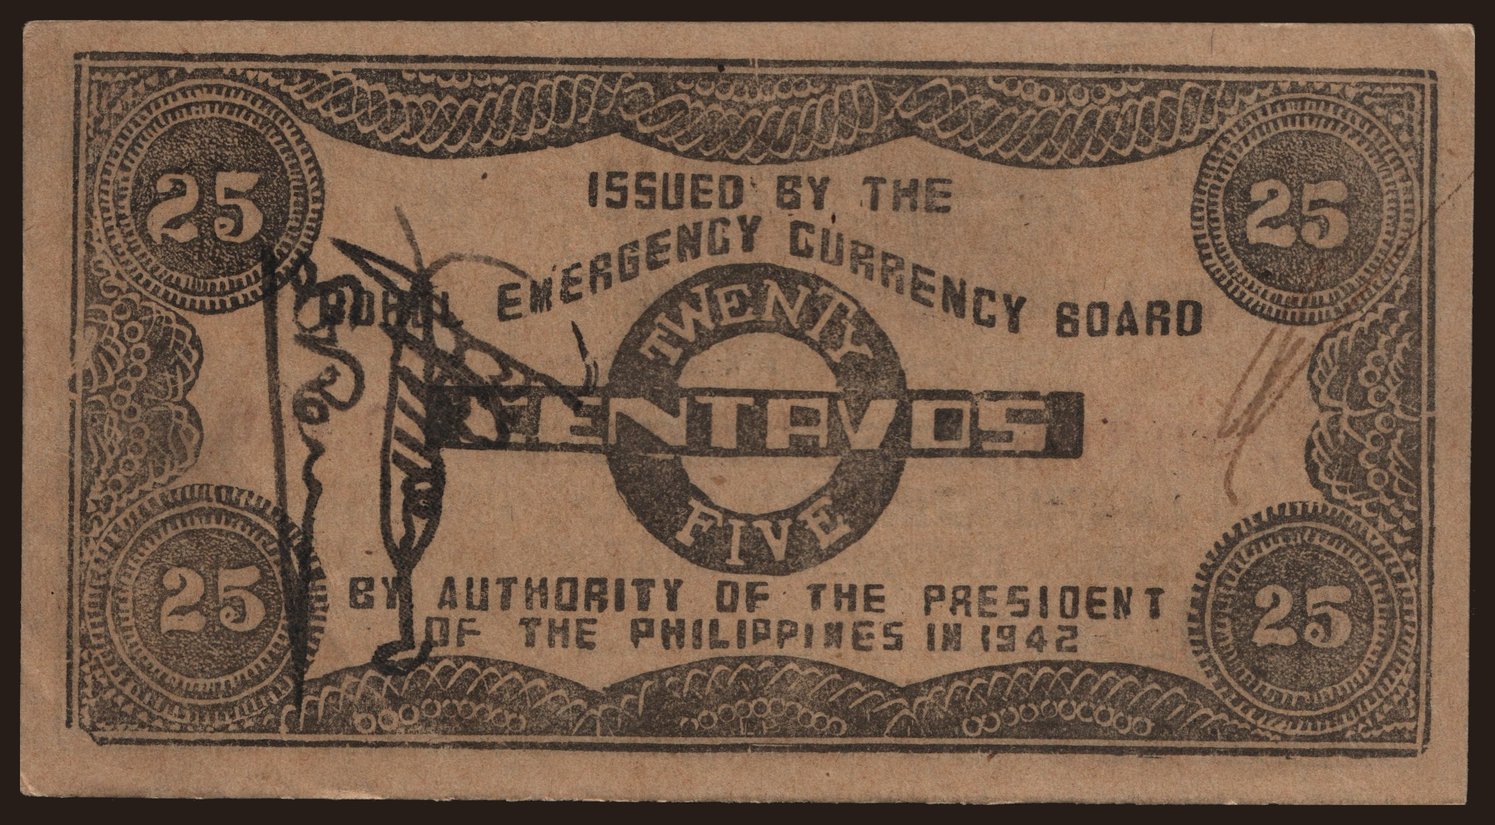 25
25
ISSUED BY THE
BOHOL EMERGENCY CURRENCY BOARD
TWENTY
CENTAVOS
FIVE
25
25
BY AUTHORITY OF THE PRESIDENT
OF THE PHILIPPINES IN 1942